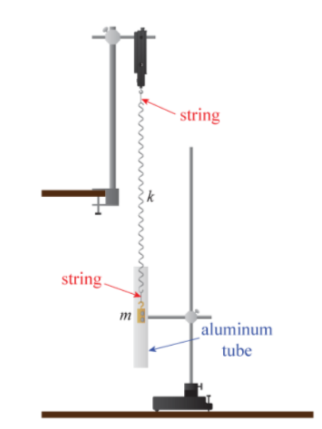 string
k
string
m
aluminum
tube